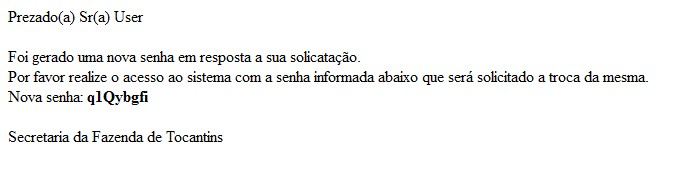 Prezado(a) Sr(a) User
Foi gerado uma nova senha em resposta a sua solicatação.
Por favor realize o acesso ao sistema com a senha informada abaixo que será solicitado a troca da mesma.
Nova senha: q1Qybgfi
Secretaria da Fazenda de Tocantins